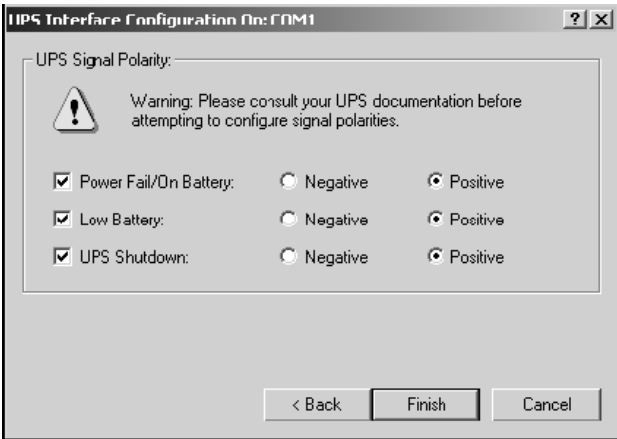 UPS Interface Configuration On: COM1
UPS Signal Polarity:
Warning: Please consult your UPS documentation before
attempting to configure signal polarities.
Power Fail/On Battery: Negative Positive
Low Battery: Negative Positive
UPS Shutdown: Negative Positive
< Back Finish Cancel